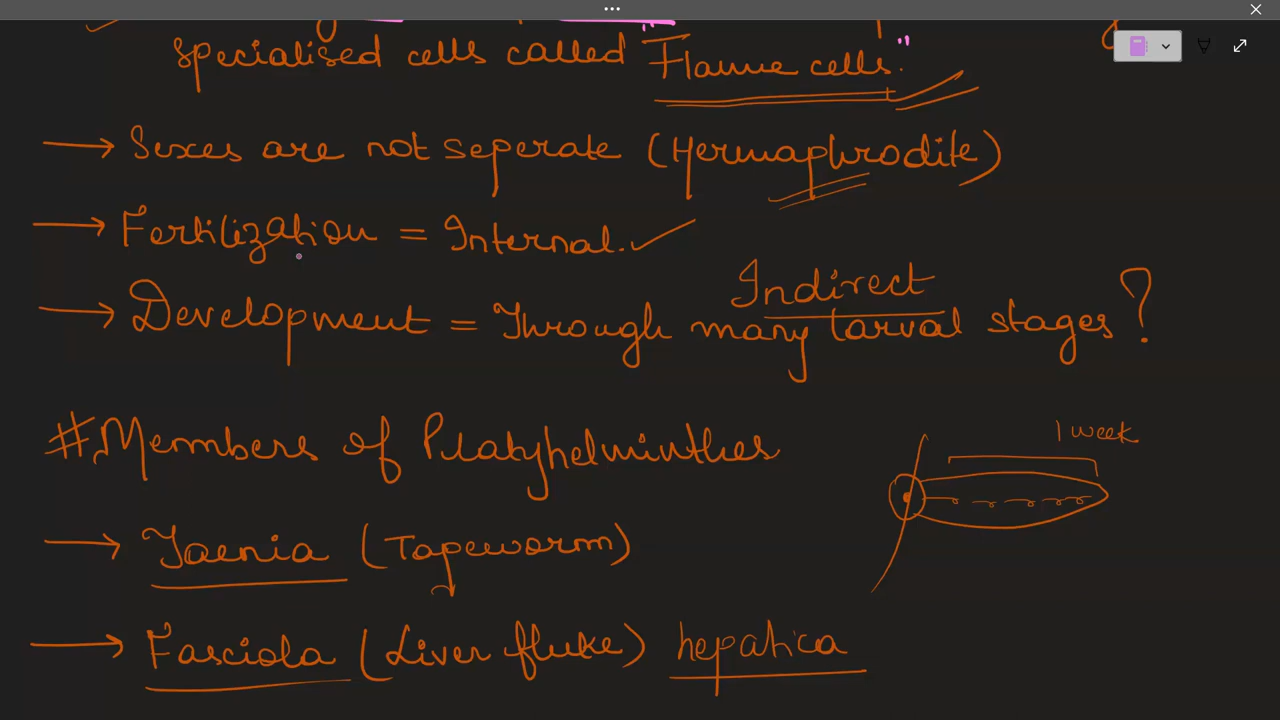 specialised cells called "Flame cells."
→ Sexes are not seperate (Hermaphrodite)
→ Fertilization = Internal.
Indirect
→ Development = Through many larval stages?
#Members of Platyhelminthes
1 week
→ Taenia (Tapeworm)
→ Fasciola (Liver fluke) hepatica